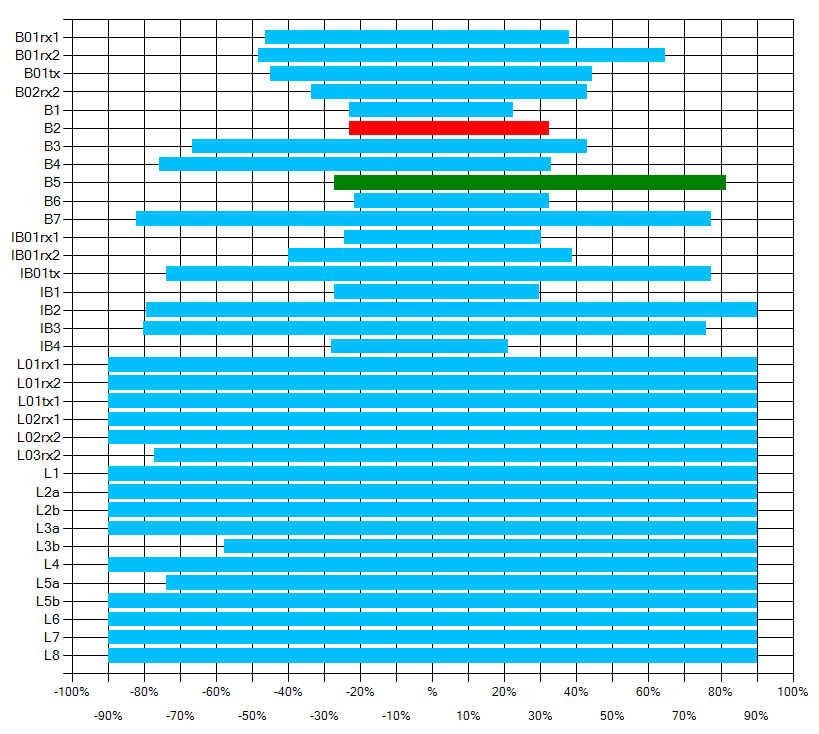 B01rx1
B01rx2
B01tx
B02rx2
B1
B2
B3
B4
B5
B6
B7
IB01rx1
IB01rx2
IB01tx
IB1
IB2
IB3
IB4
L01rx1
L01rx2
L01tx1
L02rx1
L02rx2
L03rx2
L1
L2a
L2b
L3a
L3b
L4
L5a
L5b
L6
L7
L8
-100% -80% -60% -40% -20% % 20% 40% 60% 80% 100%
-90% -70% -50% -30% -10% 10% 30% 50% 70% 90%